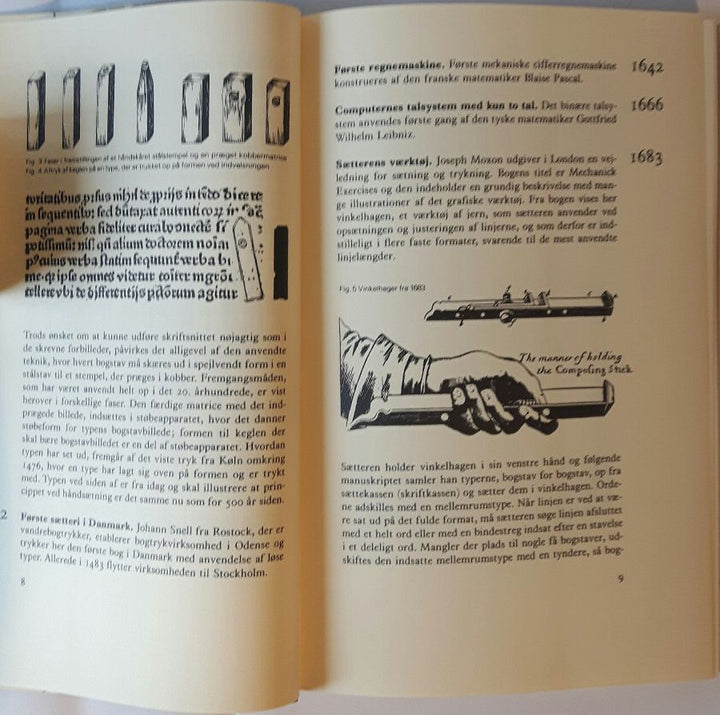 Fig. 3 Faser i fremstillingen af et håndskåret stålstempel og en præget kobbermatrice
Fig. 4 Aftryk af keglen på en type, der er trukket op på formen ved indvalsningen
Trods ønsket om at kunne udføre skriftsnittet nøjagtig som i
de skrevne forbilleder, påvirkes det alligevel af den anvendte
teknik, hvor hvert bogstav må skæres ud i spejlvendt form i en
stålstav til et stempel, der præges i kobber. Fremgangsmåden,
som har været anvendt helt op i det 20. århundrede, er vist
herover i forskellige faser. Den færdige matrice med det ind-
prægede billede, indsættes i støbeapparatet, hvor det danner
støbeform for typens bogstavbillede; formen til keglen der
skal bære bogstavbilledet er en del af støbeapparatet. Hvordan
typen har set ud, fremgår af det viste tryk fra Køln omkring
1476, hvor en type har lagt sig oven på formen og er trykt
med. Typen ved siden af er fra idag og skal illustrere at prin-
cippet ved håndsætning er det samme nu som for 500 år siden.
2
Første sætteri i Danmark, Johann Snell fra Rostock, der er
vandrebogtrykker, etablerer bogtrykvirksomhed i Odense og
trykker her den første bog i Danmark med anvendelse af løse
typer. Allerede i 1483 flytter virksomheden til Stockholm.
8
Første regnemaskine. Første mekaniske cifferregnemaskine 1642
konstrueres af den franske matematiker Blaise Pascal.
Computernes talsystem med kun to tal. Det binære talsy- 1666
stem anvendes første gang af den tyske matematiker Gottfried
Wilhelm Leibniz.
Sætterens værktøj. Joseph Moxon udgiver i London en vej- 1683
ledning for sætning og trykning. Bogens titel er Mechanick
Exercises og den indeholder en grundig beskrivelse med man-
ge illustrationer af det grafiske værktøj. Fra bogen vises her
vinkelhagen, et værktøj af jern, som sætteren anvender ved
opsætningen og justeringen af linjerne, og som derfor er ind-
stilleligt i flere faste formater, svarende til de mest anvendte
linjelængder.
Fig. 5 Vinkelhager fra 1683
The manner of holding
the Composing Stick
Sætteren holder vinkelhagen i sin venstre hånd og følgende
manuskriptet samler han typerne, bogstav for bogstav, op fra
sættekassen (skriftkassen) og sætter dem i vinkelhagen. Orde-
ne adskilles med en mellemrumstype. Når linjen er ved at væ-
re sat ud på det fulde format, må sætteren søge linjen afsluttet
med et helt ord eller med en bindestreg indsat efter en stavelse
i et deleligt ord. Mangler der plads til nogle få bogstaver, ud-
skiftes den indsatte mellemrumstype med en tyndere, så bog-
9